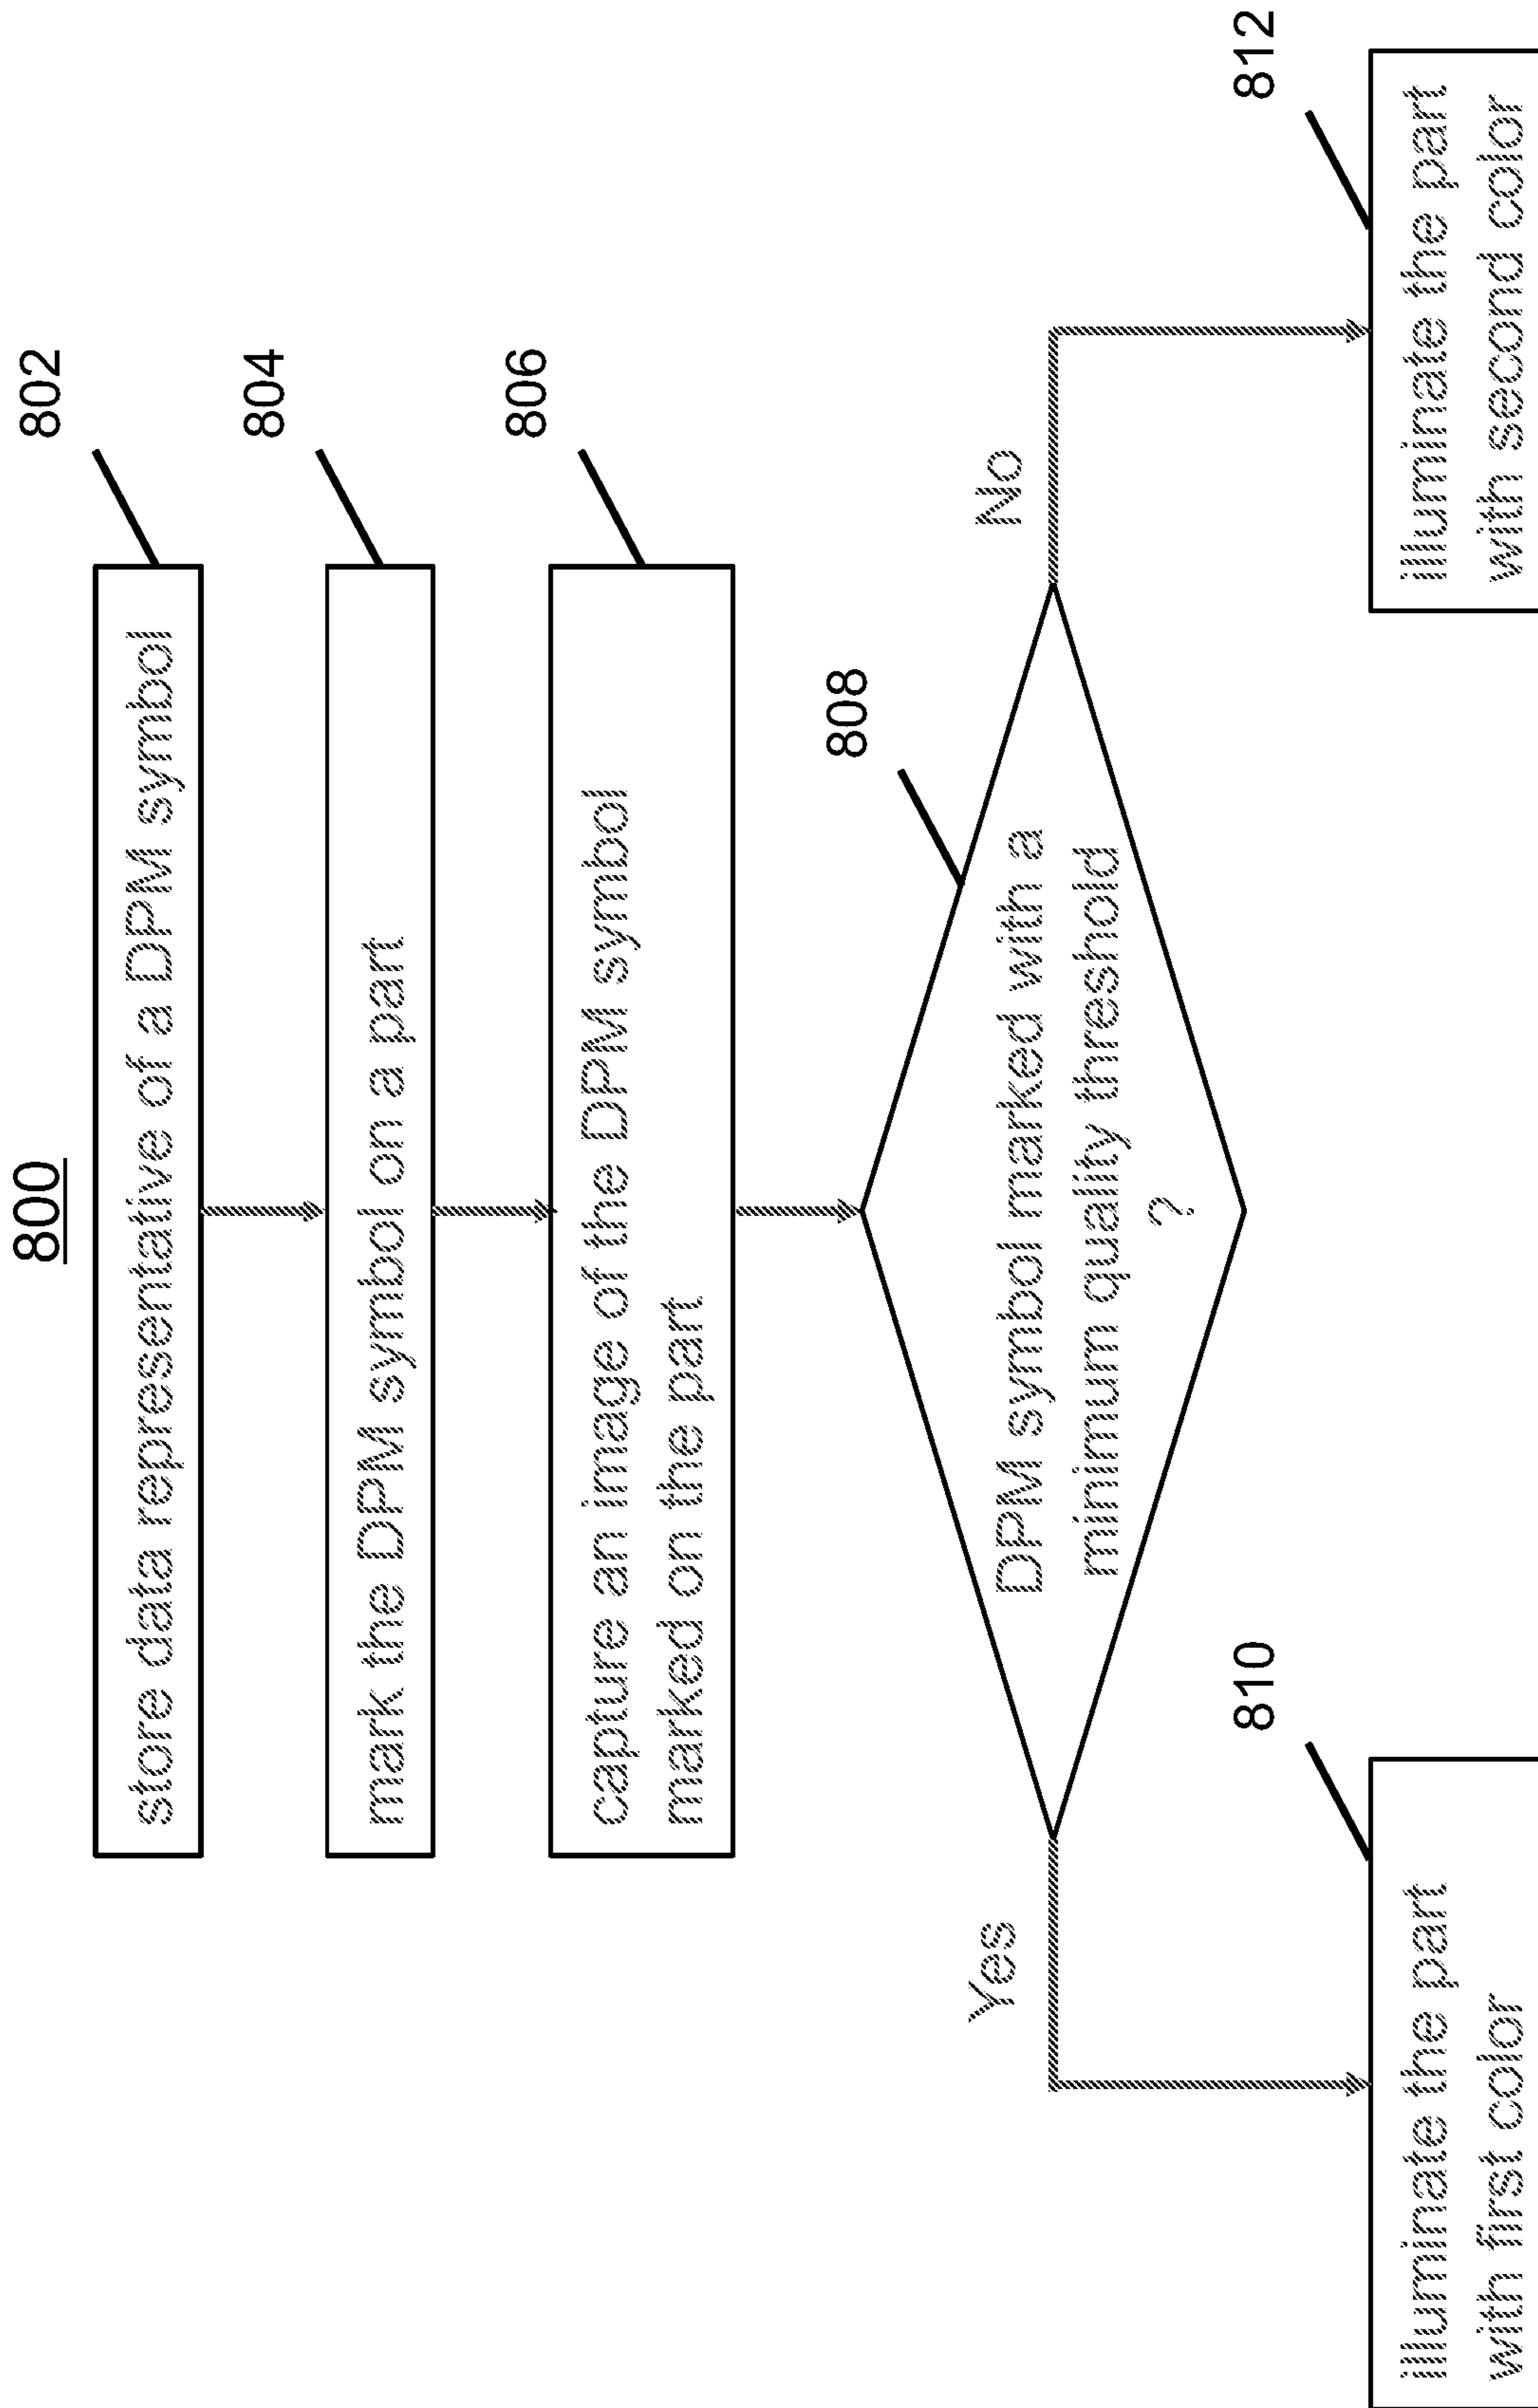 800
802
store data representative of a DPM symbol
804
mark the DPM symbol on a part
806
capture an image of the DPM symbol
marked on the part
808
DPM symbol marked with a
minimum quality threshold
?
Yes
No
810
illuminate the part
with first color
812
illuminate the part
with second color